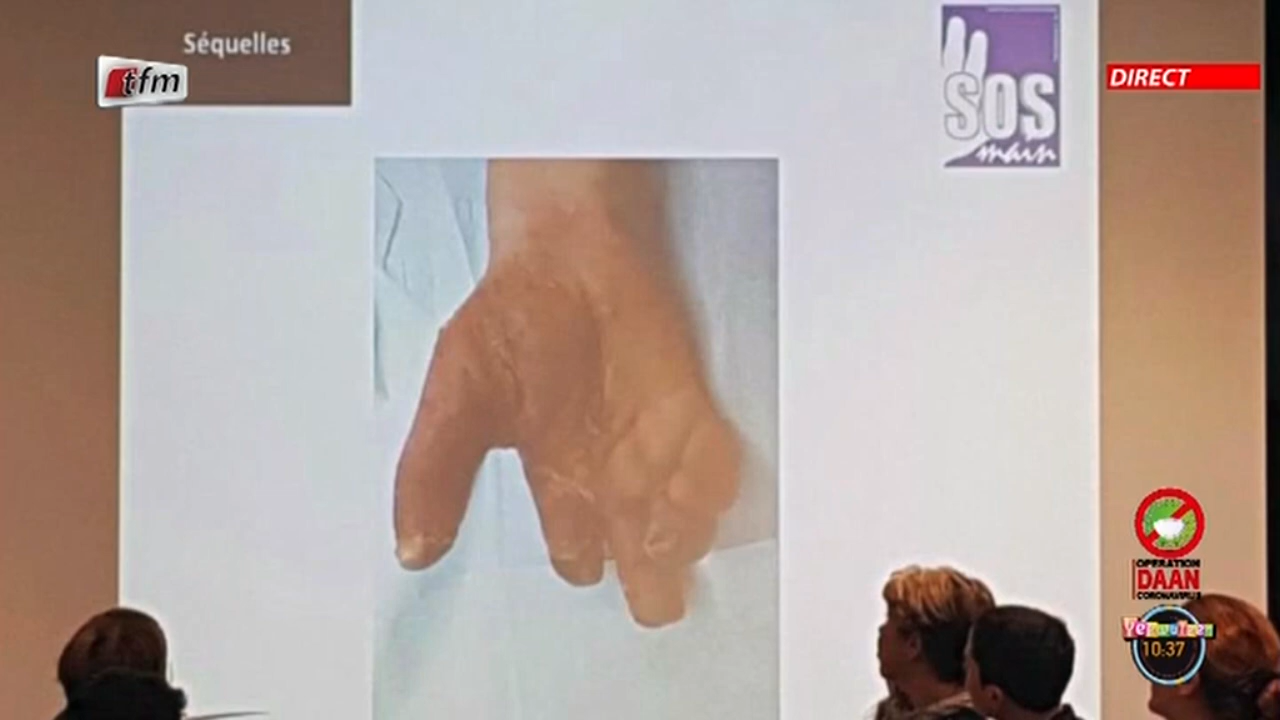 Séquelles
tfm
SOS
main
DIRECT
OPERATION
DAAN
CORONAVIRUS
10:37